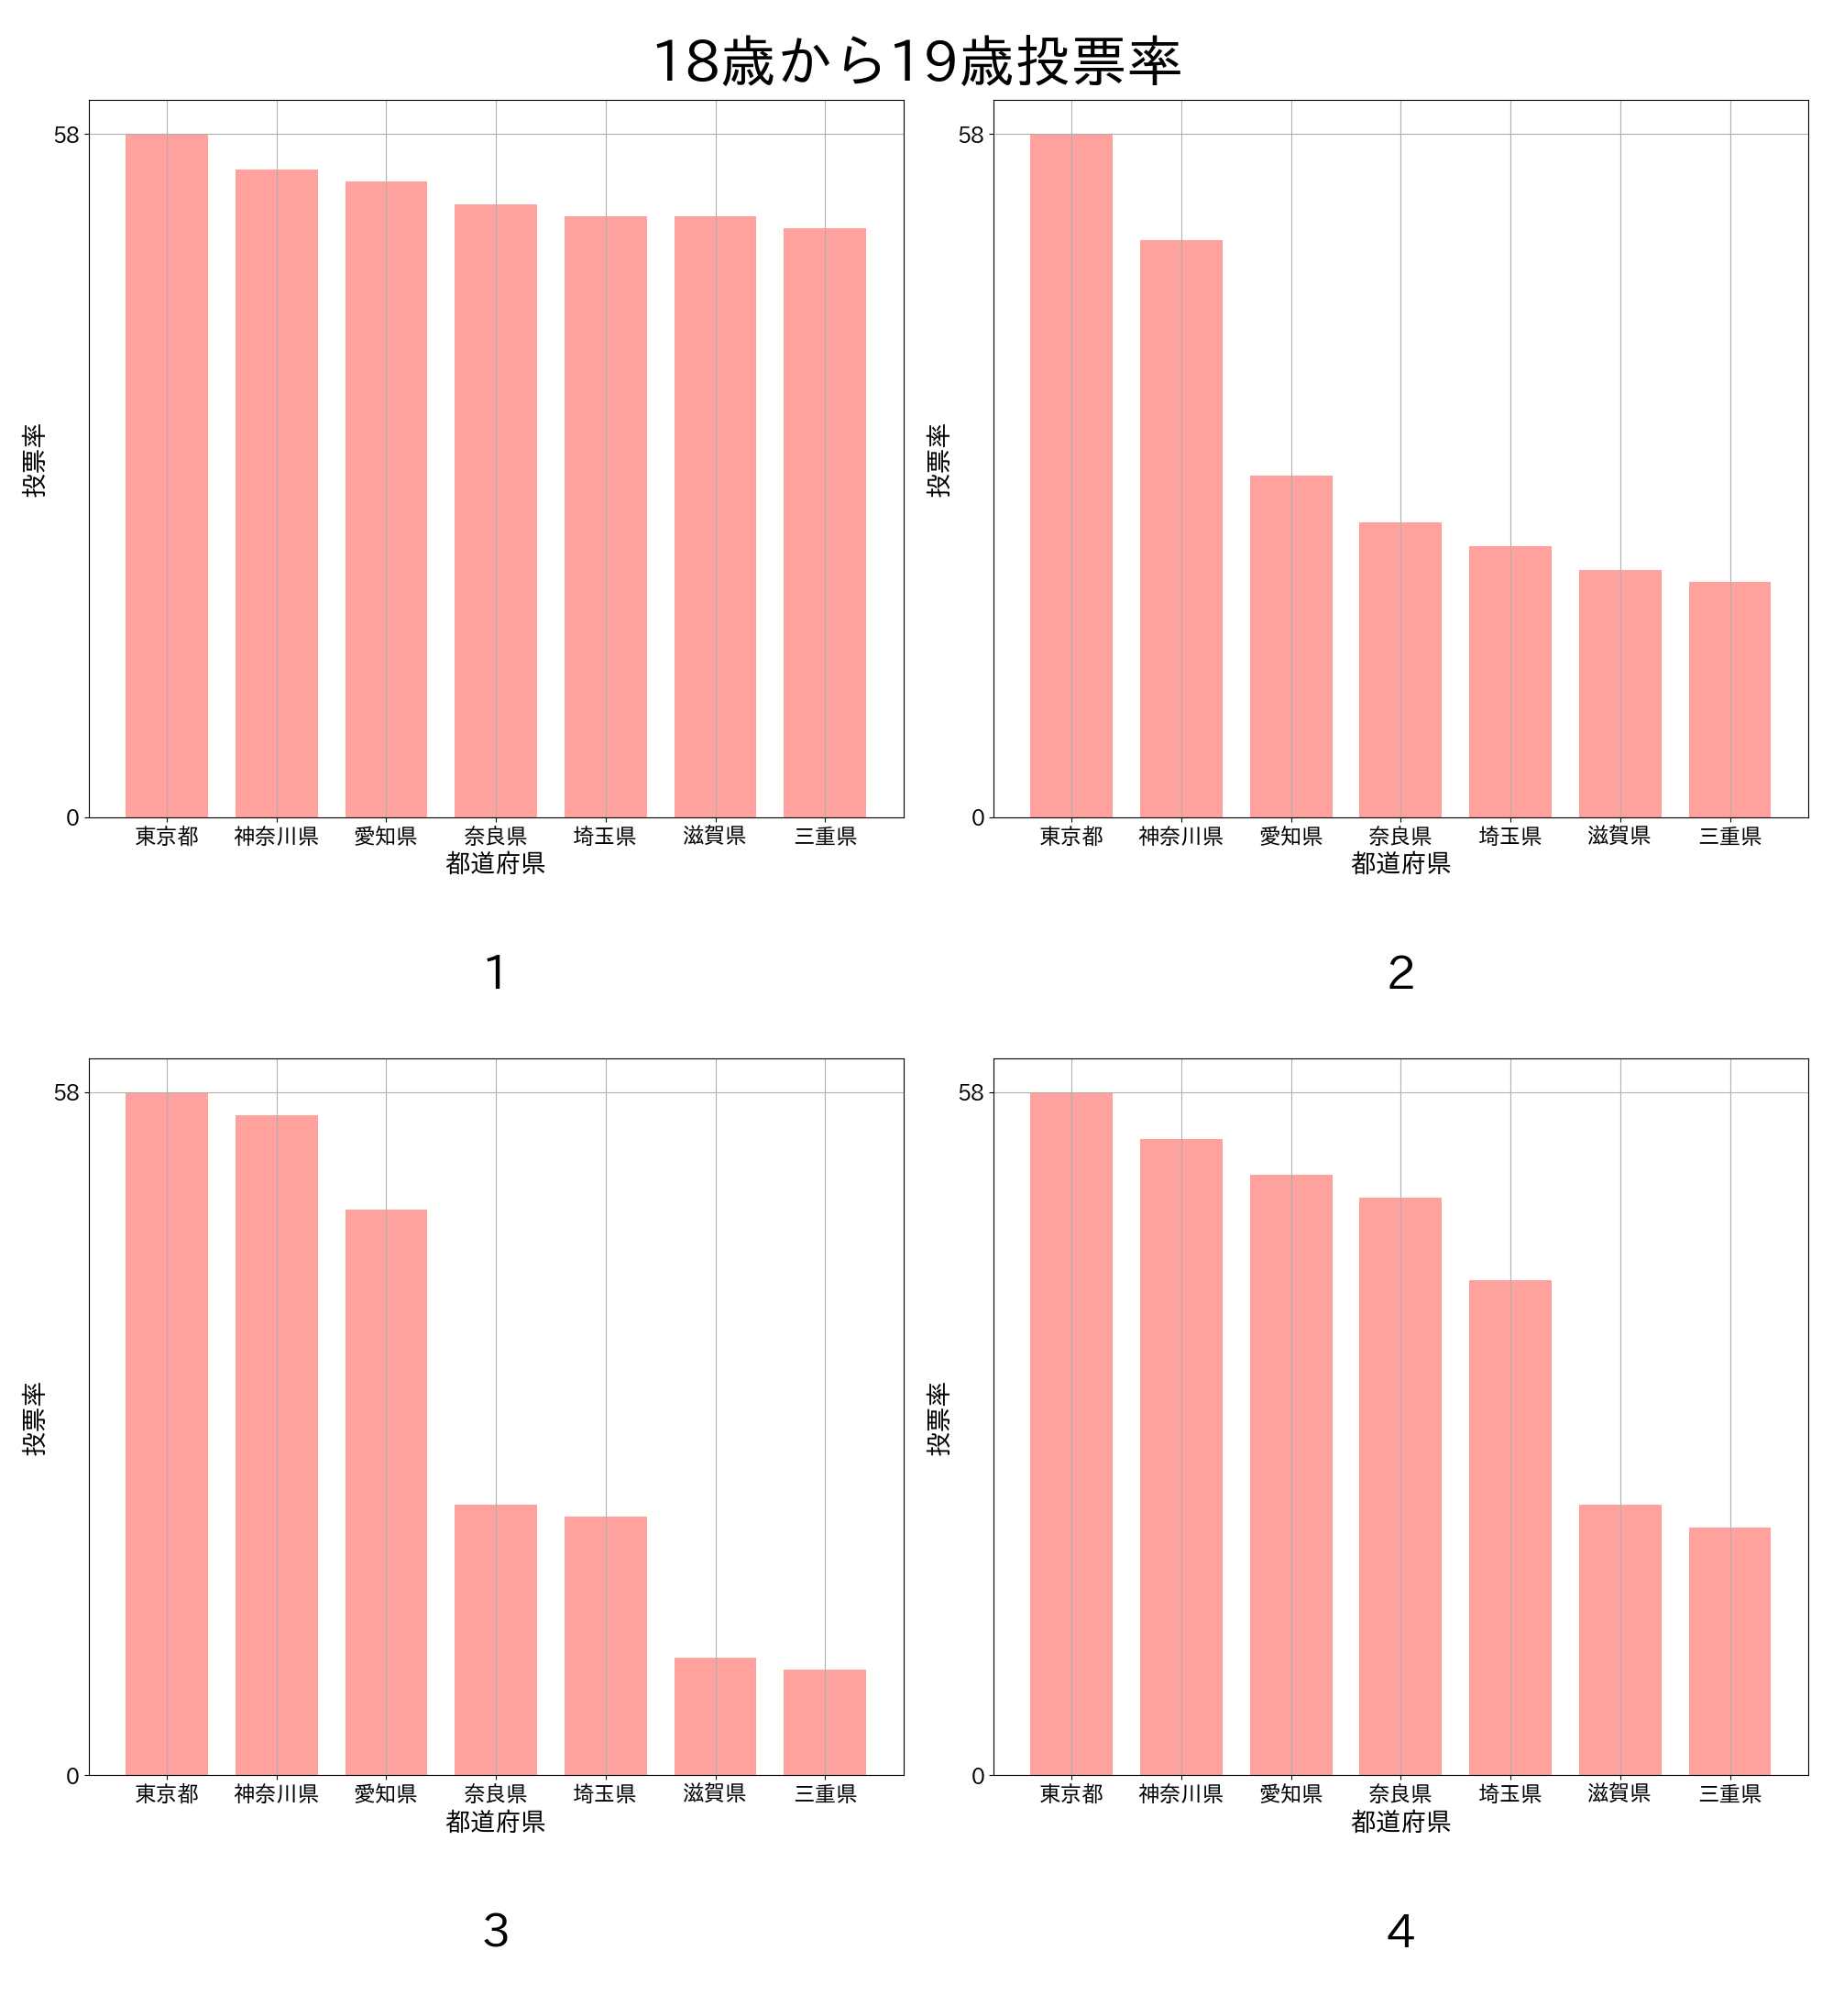 18歳から19歳投票率
58
0
投票率
東京都 神奈川県 愛知県 奈良県 埼玉県 滋賀県 三重県
都道府県
1
58
0
投票率
東京都 神奈川県 愛知県 奈良県 埼玉県 滋賀県 三重県
都道府県
2
58
0
投票率
東京都 神奈川県 愛知県 奈良県 埼玉県 滋賀県 三重県
都道府県
3
58
0
投票率
東京都 神奈川県 愛知県 奈良県 埼玉県 滋賀県 三重県
都道府県
4